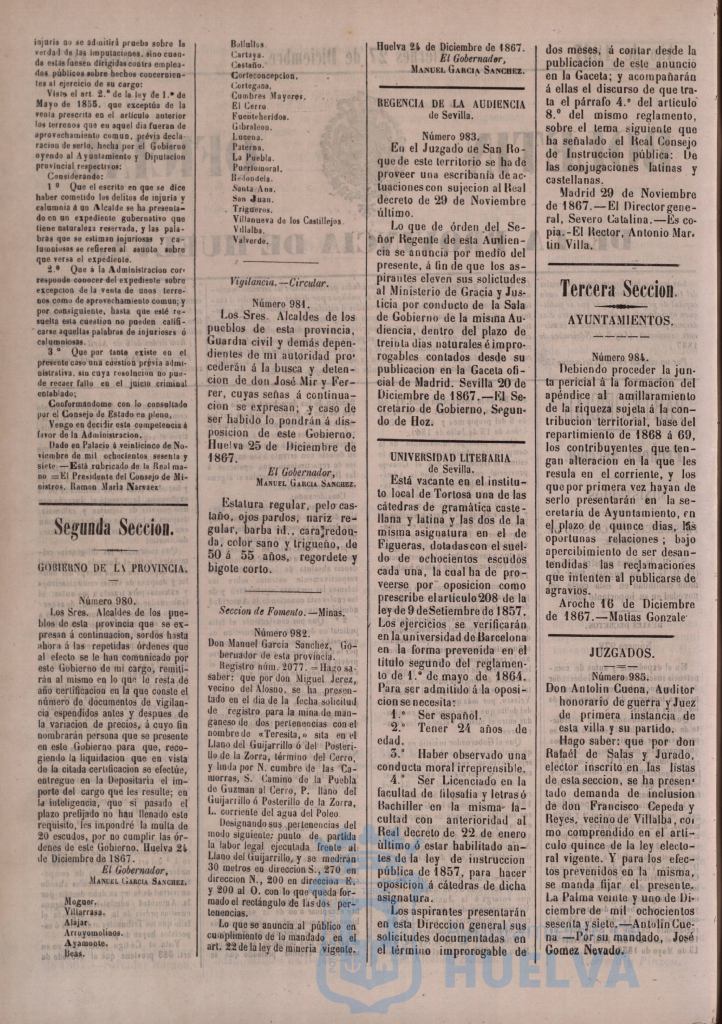 injuria no se admitirá prueba sobre la
verdad de las imputaciones, sino cuan-
do estas fuesen dirigidas contra emplea-
dos públicos sobre hechos concernien-
tes al ejercicio de su cargo:
Visto el art. 2.º de la ley de 1.º de
Mayo de 1855, que exceptúa de la
venta prescrita en el artículo anterior
los terrenos que en aquel dia fueran de
aprovechamiento comun, prévia decla-
racion de serlo, hecha por el Gobierno
oyendo al Ayuntamiento y Diputacion
provincial respectivos:
Considerando:
1 º Que el escrito en que se dice
haber cometido los delitos de injuria y
calumnia á un Alcalde se ha presenta-
do en un expediente gubernativo que
tiene naturaleza reservada, y las pala-
bras que se estiman injuriosas y ca-
lumniosas se refieren al asunto sobre
que versa el expediente.
2.º Que á la Administracion cor-
responde conocer del expediente sobre
excepcion de la venta de unos terre-
nos como de aprovechamiento comun; y
por consiguiente, hasta que esté re-
suelta esta cuestion no pueden califi-
carse aquellas palabras de injuriosas ó
calumniosas.
3 º Que por tanto existe en el
presente caso una cuestion prévia admi-
nistrativa, sin cuya resolucion no pue-
de recaer fallo en el juicio criminal
entablado;
Conformándome con lo consultado
por el Consejo de Estado en pleno,
Vengo en decidir esta competencia á
favor de la Administracion.
Dado en Palacio á veinticinco de No-
viembre de mil ochocientos sesenta y
siete —Está rubricado de la Real ma-
no =El Presidente del Consejo de Mi-
nistros, Ramon María Narvaez
Segunda Seccion.
GOBIERNO DE LA PROVINCIA.
Número 980.
Los Sres. Alcaldes de los pue-
blos de esta provincia que se ex-
presan á continuacion, sordos hasta
ahora á las repetidas órdenes que
al efecto se le han comunicado por
este Gobierno de mi cargo, remiti-
rán al mismo en lo que le resta de
año certificacion en la que conste el
número de documentos de vigilan-
cia espendidos antes y despues de
la variacion de precios, á cuyo fin
nombrarán persona que se presente
en este Gobierno para que, reco-
giendo la liquidacion que en vista
de la citada certificacion se efectúe,
entregue en la Depositaría el im-
porte del cargo que les resulte; en
la inteligencia, que si pasado el
plazo prefijado no han llenado este
requisito, les impondré la multa de
20 escudos, por no cumplir las ór-
denes de este Gobierno. Huelva 24
de Diciembre de 1867.
El Gobernador,
MANUEL GARCIA SANCHEZ.
Moguer.
Villarrasa.
Alajar.
Arroyomolinos.
Ayamonte.
Beas.
Bollullos.
Cartaya.
Castaño.
Corteconcepcion.
Cortegana.
Cumbres Mayores.
El Cerro
Fuenteheridos.
Gibraleon.
Lucena.
Paterna.
La Puebla.
Puertomoral.
Redondela.
Santa Ana.
San Juan.
Trigueros.
Villanueva de los Castillejos.
Villalba.
Valverde.
Vigilancia.—Circular.
Número 981.
Los Sres. Alcaldes de los
pueblos de esta provincia,
Guardia civil y demás depen-
dientes de mi autoridad pro-
cederán á la busca y deten-
cion de don José Mir y Fer-
rer, cuyas señas á continua-
cion se expresan; y caso de
ser habido lo pondrán á dis-
posicion de este Gobierno.
Huelva 25 de Diciembre de
1867.
El Gobernador,
MANUEL GARCIA SANCHEZ.
Estatura regular, pelo cas-
taño, ojos pardos, nariz re-
gular, barba id., cara redon-
da, color sano y trigueño, de
50 á 55 años, regordete y
bigote corto.
Seccion de Fomento.—Minas.
Número 982.
Don Manuel García Sanchez, Go-
bernador de esta provincia.
Registro núm. 2077. = Hago sa-
saber: que por don Miguel Jerez,
vecino del Alosno, se ha presen-
tado en el dia de la fecha solicitud
de registro para la mina de man-
ganeso de dos pertenencias con el
nombre de «Teresita,» sita en el
Llano del Guijarrillo ó del Posteri-
llo de la Zorra, término del Cerro,
y linda por N. cumbre de las Ca-
morras, S. Camino de la Puebla
de Guzman al Cerro, P. llano del
Guijarrillo ó Posterillo de la Zorra,
L. corriente del agua del Poleo
Designando sus pertenencias del
modo siguiente: punto de partida
la labor legal ejecutada frente al
Llano del Guijarrillo, y se medirán
30 metros en direccion S., 270 en
direccion N., 200 en direccion E.
y 200 al O. con lo que queda for-
mado el rectángulo de las dos per-
tenencias.
Lo que se anuncia al público en
cumplimiento de lo mandado en el
art. 22 de la ley de minería vigente.
Huelva 24 de Diciembre de 1867.
El Gobernador,
MANUEL GARCIA SANCHEZ.
REGENCIA DE LA AUDIENCIA
de Sevilla.
Número 983.
En el Juzgado de San Ro-
que de este territorio se ha de
proveer una escribanía de ac-
tuaciones con sujecion al Real
decreto de 29 de Noviembre
último.
Lo que de órden del Se-
ñor Regente de esta Audien-
cia se anuncia por medio del
presente, á fin de que los as-
pirantes eleven sus solicitudes
al Ministerio de Gracia y Jus-
ticia por conducto de la Sala
de Gobierno de la misma Au-
diencia, dentro del plazo de
treinta dias naturales é impro-
rogables contados desde su
publicacion en la Gaceta ofi-
cial de Madrid. Sevilla 20 de
Diciembre de 1867.—El Se-
cretario de Gobierno, Segun-
do de Hoz.
UNIVERSIDAD LITERARIA
de Sevilla.
Está vacante en el institu-
to local de Tortosa una de las
cátedras de gramática caste-
llana y latina y las dos de la
misma asignatura en el de
Figueras, dotadas con el suel-
do de ochocientos escudos
cada una, la cual ha de pro-
veerse por oposicion como
prescribe el artículo 208 de la
ley de 9 de Setiembre de 1857.
Los ejercicios se verificarán
en la universidad de Barcelona
en la forma prevenida en el
título segundo del reglamen-
to de 1.º de mayo de 1864.
Para ser admitido á la oposi-
cion se necesita:
1.º Ser español.
2.º Tener 24 años de
edad.
3.º Haber observado una
conducta moral irreprensible.
4.º Ser Licenciado en la
facultad de filosofía y letras ó
Bachiller en la misma fa-
cultad con anterioridad al
Real decreto de 22 de enero
último ó estar habilitado an-
tes de la ley de instruccion
pública de 1857, para hacer
oposicion á cátedras de dicha
asignatura.
Los aspirantes presentarán
en esta Direccion general sus
solicitudes documentadas en
el término improrogable de
dos meses, á contar desde la
publicacion de este anuncio
en la Gaceta; y acompañarán
á ellas el discurso de que tra-
ta el párrafo 4.º del artículo
8.º del mismo reglamento,
sobre el tema siguiente que
ha señalado el Real Consejo
de Instruccion pública: De
las conjugaciones latinas y
castellanas.
Madrid 29 de Noviembre
de 1867.—El Director gene-
ral, Severo Catalina.—Es co-
pia.-El Rector, Antonio Mar
tin Villa.
Tercera Seccion.
AYUNTAMIENTOS.
Número 984.
Debiendo proceder la jun-
ta pericial á la formacion del
apéndice al amillaramiento
de la riqueza sujeta á la con-
tribucion territorial, base del
repartimiento de 1868 á 69,
los contribuyentes que ten-
gan alteracion en la que les
resula en el corriente, y los
que por primera vez hayan de
serlo presentarán en la se-
cretaría de Ayuntamiento, en
el plazo de quince dias, las
oportunas relaciones; bajo
apercibimiento de ser desan-
tendidas las reclamaciones
que intenten al publicarse de
agravios.
Aroche 16 de Diciembre
de 1867.—Matias Gonzale
JUZGADOS.
Número 985.
Don Antolin Cuena, Auditor
honorario de guerra y Juez
de primera instancia de
esta villa y su partido.
Hago saber: que por don
Rafael de Salas y Jurado,
elector inscrito en las listas
de esta seccion, se ha presen-
tado demanda de inclusion
de don Francisco Cepeda y
Reyes, vecino de Villalba, co
mo comprendido en el artí-
culo quince de la ley electo-
ral vigente. Y para los efec-
tos prevenidos en la misma,
se manda fijar el presente.
La Palma veinte y uno de Di-
ciembre de mil ochocientos
sesenta y siete.—Antolin Cue-
na —Por su mandado, José
Gomez Nevado.
HUELVA